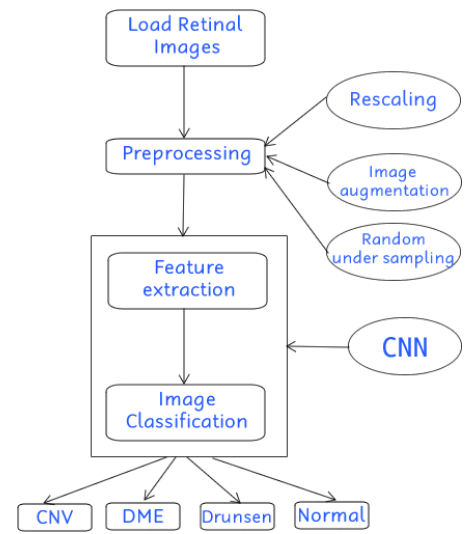 Load Retinal
Images
Rescaling
Preprocessing
Image
augmentation
Random
under sampling
Feature
extraction
CNN
Image
Classification
CNV
DME
Drunsen
Normal